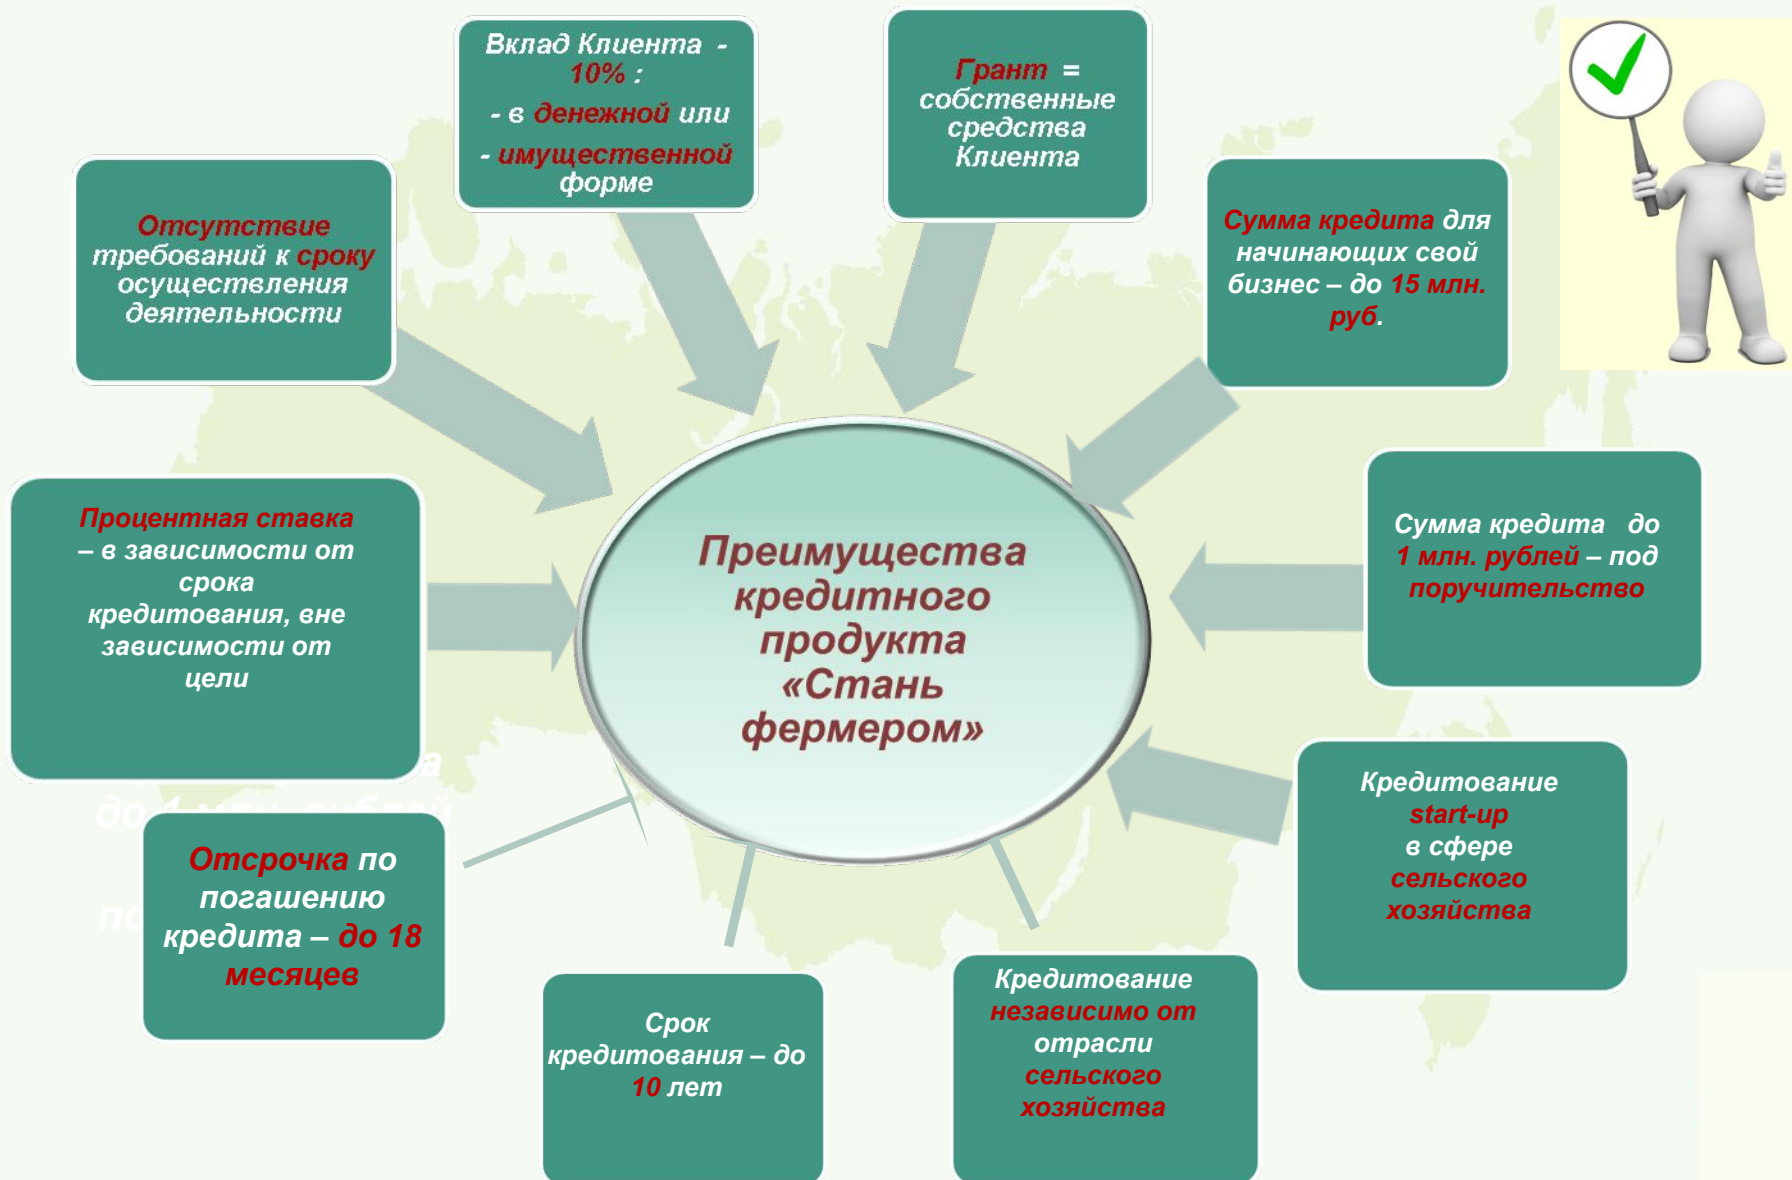 Вклад Клиента -
10% :
- в денежной или
- имущественной
форме
Грант =
собственные
средства
Клиента
Отсутствие
требований к сроку
осуществления
деятельности
Сумма кредита для
начинающих свой
бизнес – до 15 млн.
руб.
Процентная ставка
– в зависимости от
срока
кредитования, вне
зависимости от
цели
Преимущества
кредитного
продукта
«Стань
фермером»
Сумма кредита до
1 млн. рублей – под
поручительство
Кредитование
start-up
в сфере
сельского
хозяйства
Отсрочка по
погашению
кредита – до 18
месяцев
Срок
кредитования – до
10 лет
Кредитование
независимо от
отрасли
сельского
хозяйства